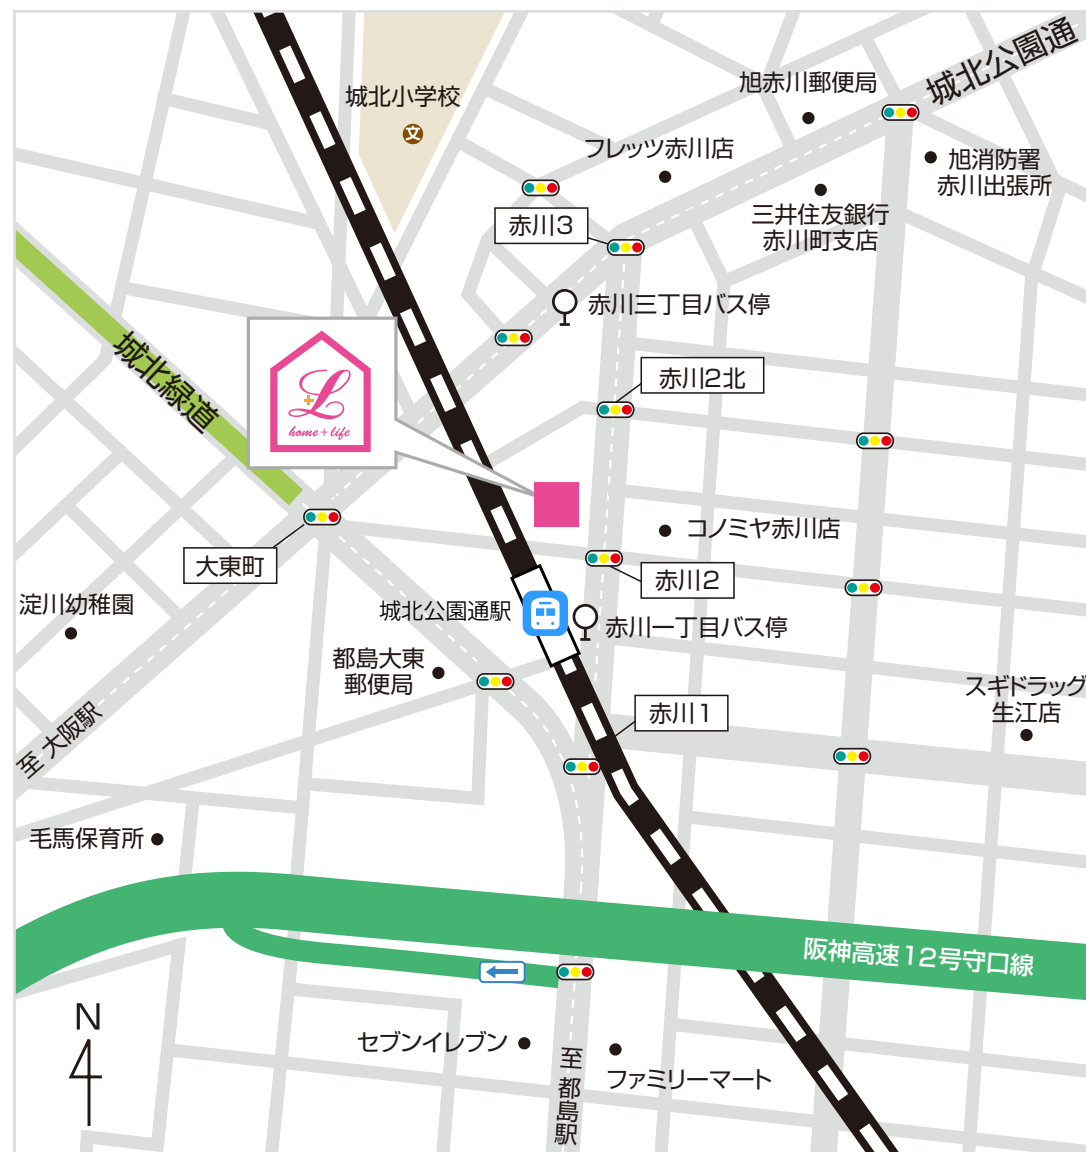 城北公園通
旭赤川郵便局
城北小学校
文
フレッツ赤川店
旭消防署
赤川出張所
三井住友銀行
赤川町支店
赤川3
赤川三丁目バス停
城北緑道
赤川2北
L
+
home+life
コノミヤ赤川店
大東町
赤川2
淀川幼稚園
城北公園通駅
赤川一丁目バス停
都島大東
郵便局
スギドラッグ
生江店
赤川1
至 大阪駅
毛馬保育所
阪神高速12号守口線
N
セブンイレブン
至 都島駅
ファミリーマート